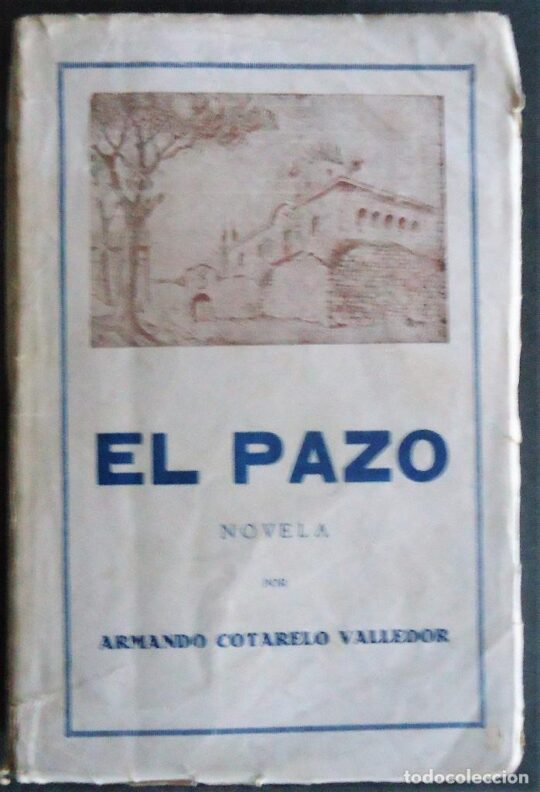 EL PAZO
NOVELA
POR
ARMANDO COTARELO VALLEDOR
todocoleccion